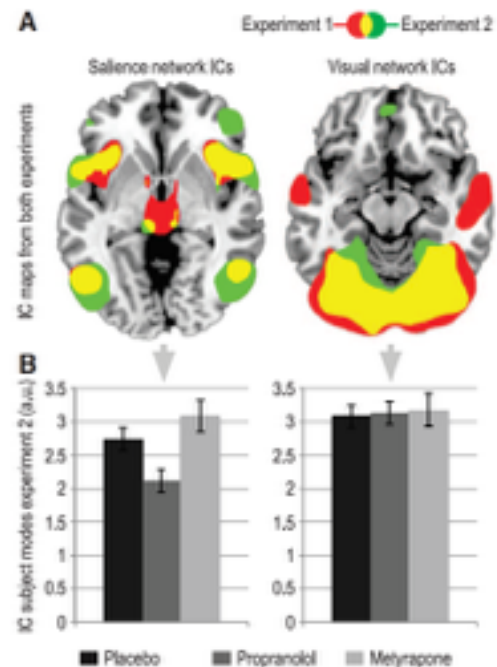 A
Experiment 1 Experiment 2
Salience network ICs
Visual network ICs
IC maps from both experiments
B
IC subject modes experiment 2 (a.u.)
3.5
3
2.5
2
1.5
1
0.5
0
3.5
3
2.5
2
1.5
1
0.5
0
Placebo Propranolol Metyrapone